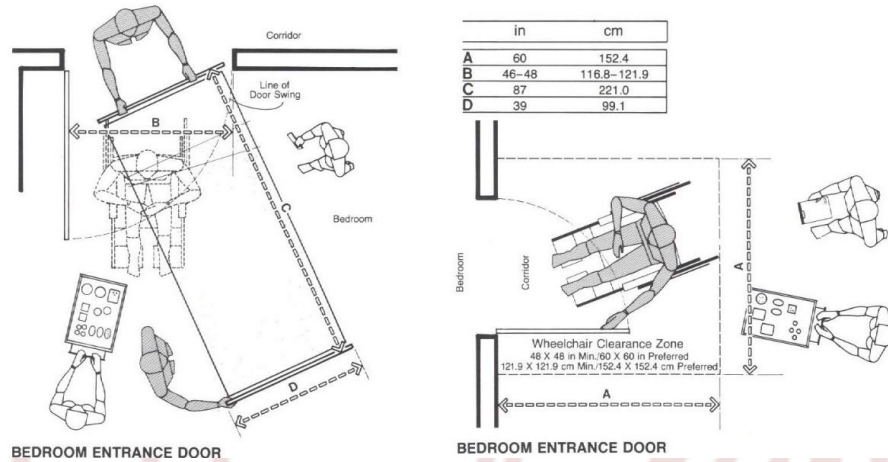 Corridor
Line of
Door Swing
B
C
Bedroom
D
BEDROOM ENTRANCE DOOR
in cm
A 60 152.4
B 46–48 116.8–121.9
C 87 221.0
D 39 99.1
Bedroom
Corridor
A
Wheelchair Clearance Zone
48 X 48 in Min./60 X 60 in Preferred
121.9 X 121.9 cm Min./152.4 X 152.4 cm Preferred
A
BEDROOM ENTRANCE DOOR